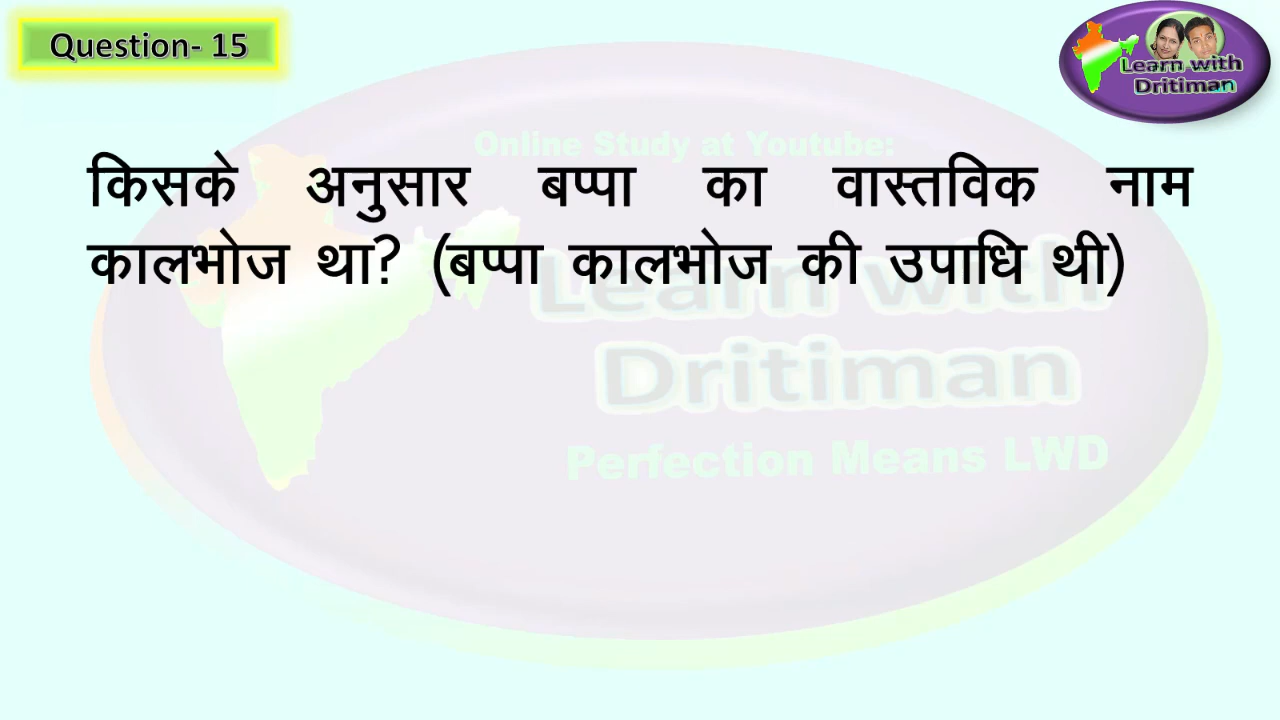 Question- 15
Learn with
Dritiman
Online Study at Youtube:
किसके अनुसार बप्पा का वास्तविक नाम
कालभोज था? (बप्पा कालभोज की उपाधि थी)
Learn with
Dritiman
Perfection Means LWD